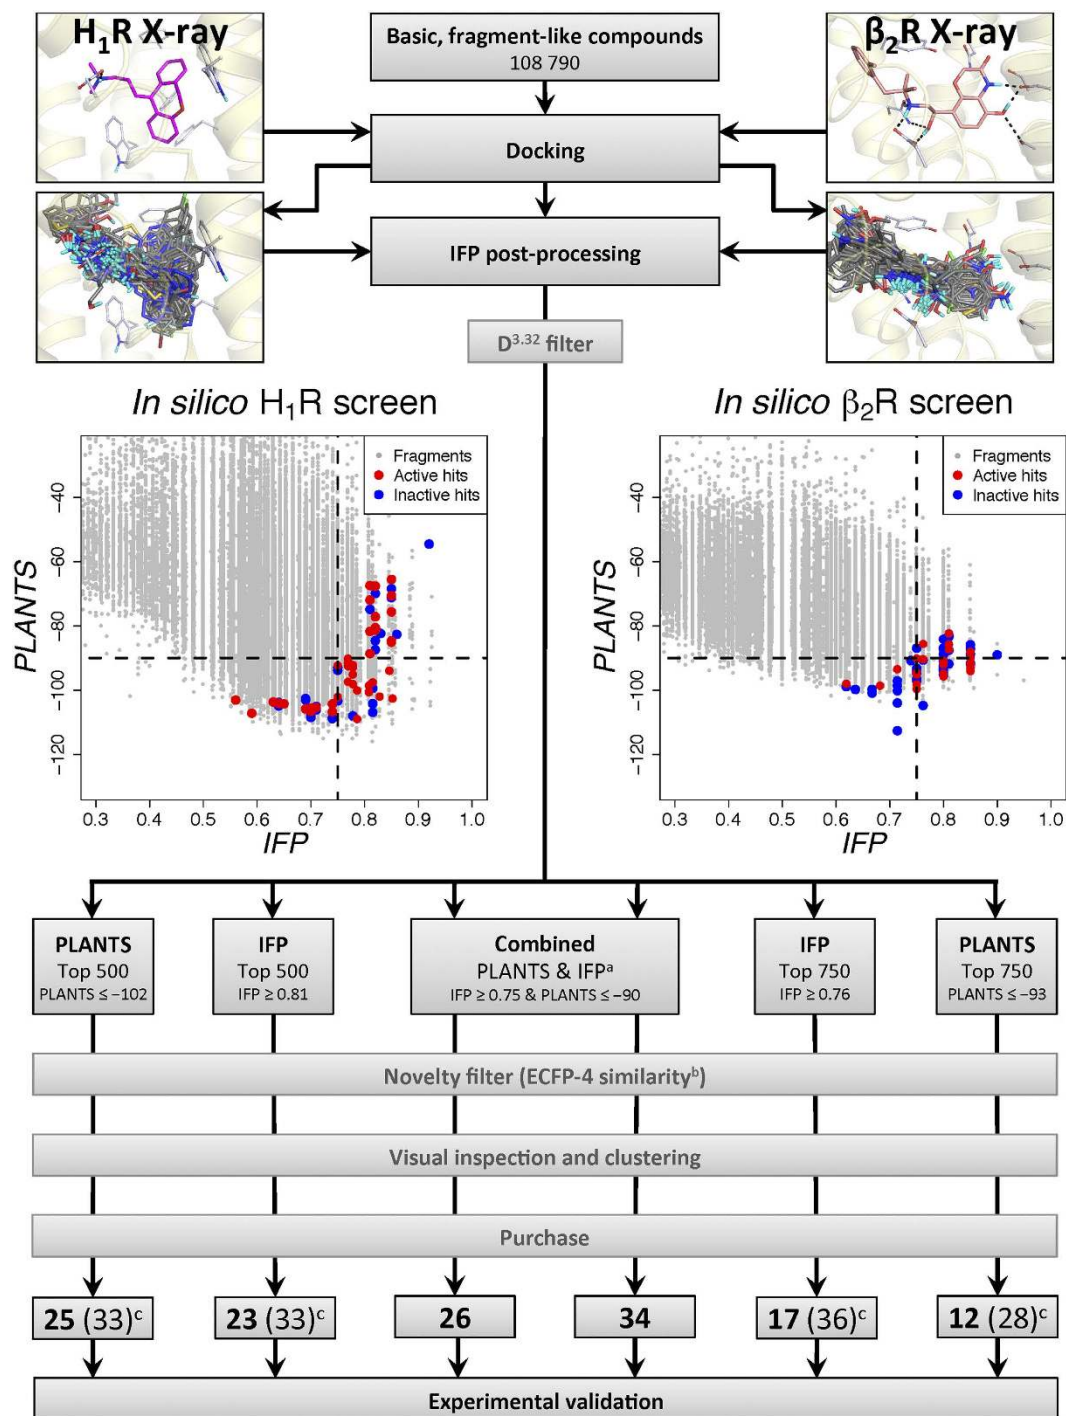 H₁R X-ray
Basic, fragment-like compounds
108 790
β₂R X-ray
Docking
IFP post-processing
D³·³² filter
In silico H₁R screen
Fragments
Active hits
Inactive hits
PLANTS
−40
−60
−80
−100
−120
0.3 0.4 0.5 0.6 0.7 0.8 0.9 1.0
IFP
In silico β₂R screen
Fragments
Active hits
Inactive hits
PLANTS
−40
−60
−80
−100
−120
0.3 0.4 0.5 0.6 0.7 0.8 0.9 1.0
IFP
PLANTS
Top 500
PLANTS ≤ −102
IFP
Top 500
IFP ≥ 0.81
Combined
PLANTS & IFPᵃ
IFP ≥ 0.75 & PLANTS ≤ −90
IFP
Top 750
IFP ≥ 0.76
PLANTS
Top 750
PLANTS ≤ −93
Novelty filter (ECFP-4 similarityᵇ)
Visual inspection and clustering
Purchase
25 (33)ᶜ
23 (33)ᶜ
26
34
17 (36)ᶜ
12 (28)ᶜ
Experimental validation